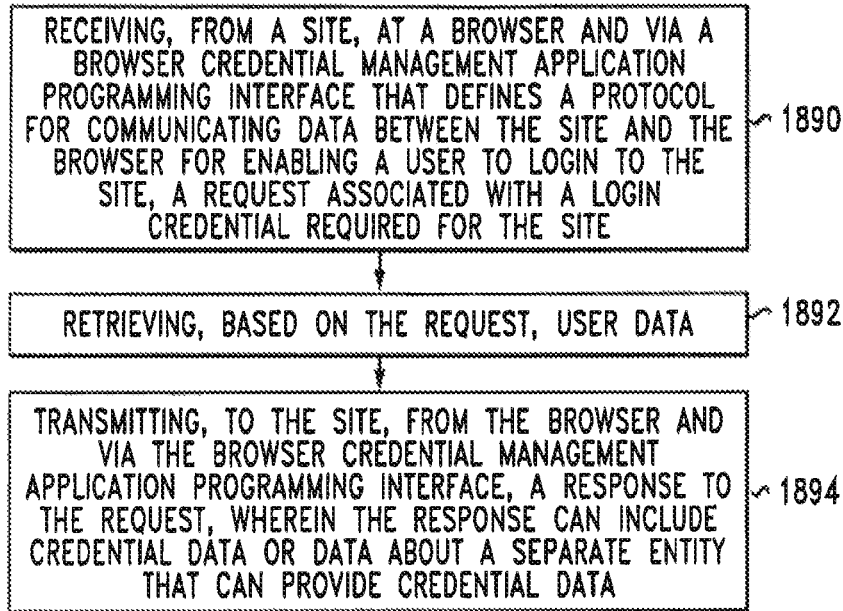 RECEIVING, FROM A SITE, AT A BROWSER AND VIA A
BROWSER CREDENTIAL MANAGEMENT APPLICATION
PROGRAMMING INTERFACE THAT DEFINES A PROTOCOL
FOR COMMUNICATING DATA BETWEEN THE SITE AND THE
BROWSER FOR ENABLING A USER TO LOGIN TO THE
SITE, A REQUEST ASSOCIATED WITH A LOGIN
CREDENTIAL REQUIRED FOR THE SITE
1890
RETRIEVING, BASED ON THE REQUEST, USER DATA
1892
TRANSMITTING, TO THE SITE, FROM THE BROWSER AND
VIA THE BROWSER CREDENTIAL MANAGEMENT
APPLICATION PROGRAMMING INTERFACE, A RESPONSE TO
THE REQUEST, WHEREIN THE RESPONSE CAN INCLUDE
CREDENTIAL DATA OR DATA ABOUT A SEPARATE ENTITY
THAT CAN PROVIDE CREDENTIAL DATA
1894